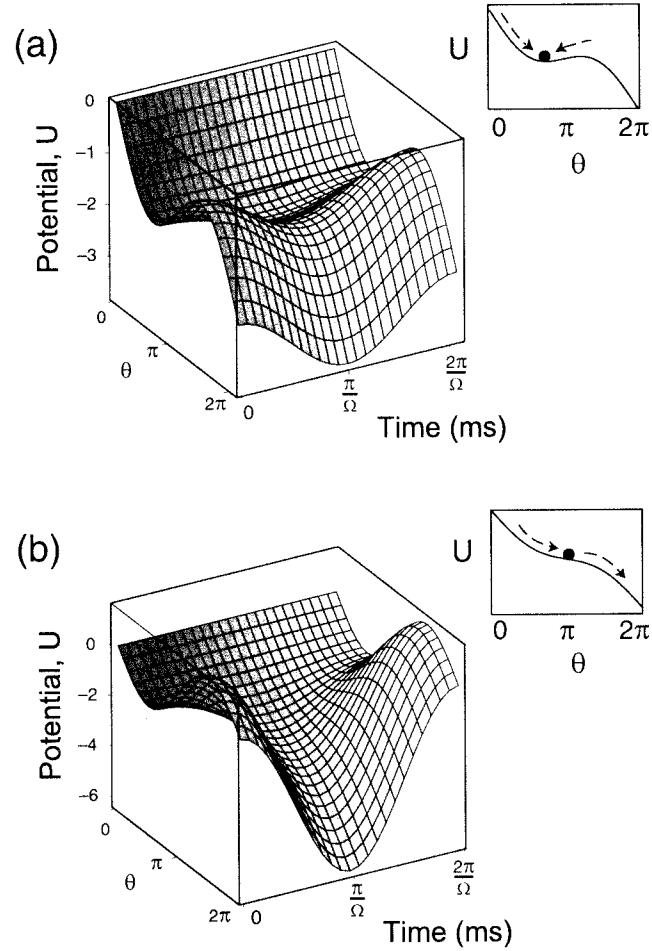 (a)
Potential, U
0
−1
−2
−3
0
π
2π
θ
0
π/Ω
2π/Ω
Time (ms)
U
0 π 2π
θ
(b)
Potential, U
0
−2
−4
−6
0
π
2π
θ
0
π/Ω
2π/Ω
Time (ms)
U
0 π 2π
θ